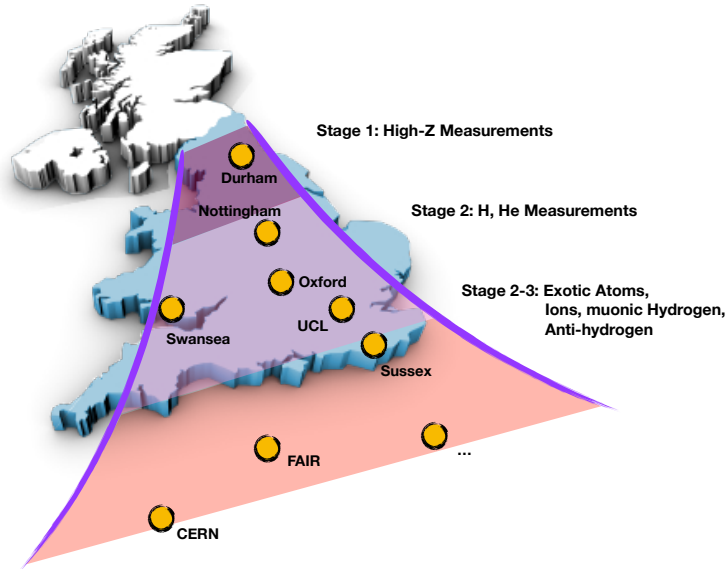 Stage 1: High-Z Measurements
Durham
Nottingham
Stage 2: H, He Measurements
Oxford
Stage 2-3: Exotic Atoms,
Ions, muonic Hydrogen,
Anti-hydrogen
UCL
Swansea
Sussex
FAIR
...
CERN